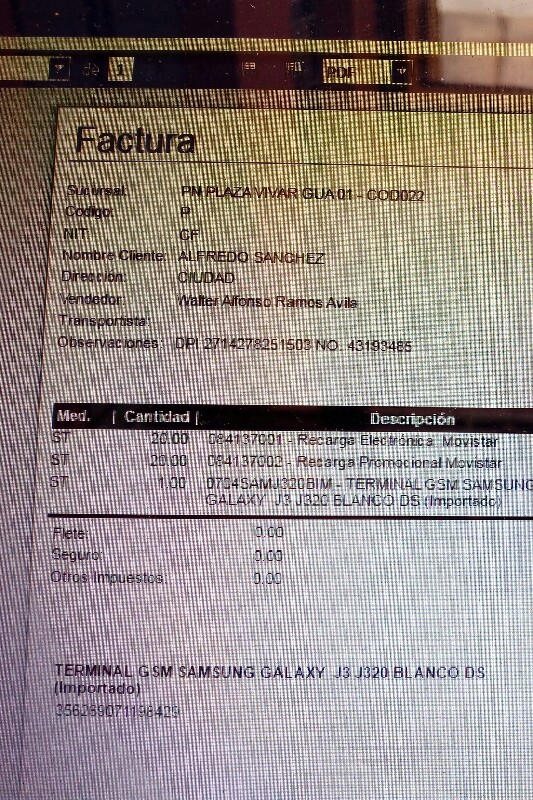 de 1 PDF
Factura
Sucursal: PN PLAZA VIVAR GUA 01 - COD022
Codigo: P
NIT: CF
Nombre Cliente: ALFREDO SANCHEZ
Dirección: CIUDAD
Vendedor: Walter Alfonso Ramos Avila
Transportista:
Observaciones: DPI 2714278251503 NO. 43193485
Med. | Cantidad | Descripción
ST 20.00 084137001 - Recarga Electrónica Movistar
ST 20.00 084137002 - Recarga Promocional Movistar
ST 1.00 0704SAMJ320BIM - TERMINAL GSM SAMSUNG
GALAXY J3 J320 BLANCO DS (Importado)
Flete: 0.00
Seguro: 0.00
Otros Impuestos: 0.00
TERMINAL GSM SAMSUNG GALAXY J3 J320 BLANCO DS
(Importado)
356269071198429